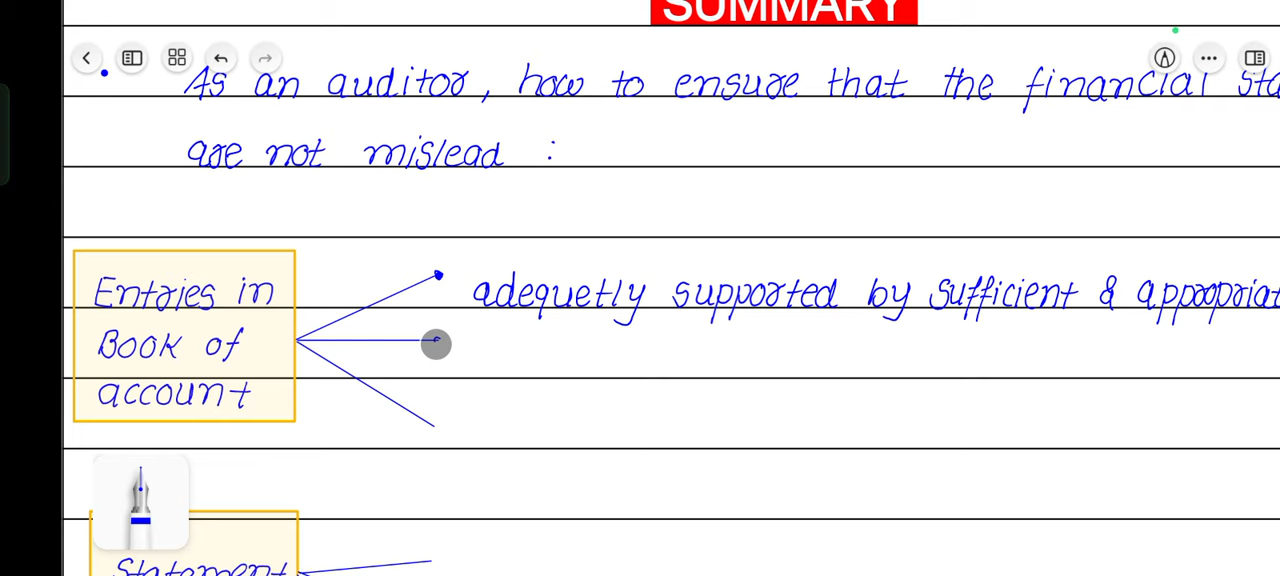 SUMMARY
As an auditor, how to ensure that the financial
are not mislead :
Entries in
Book of
account
adequetly supported by sufficient &
Statement